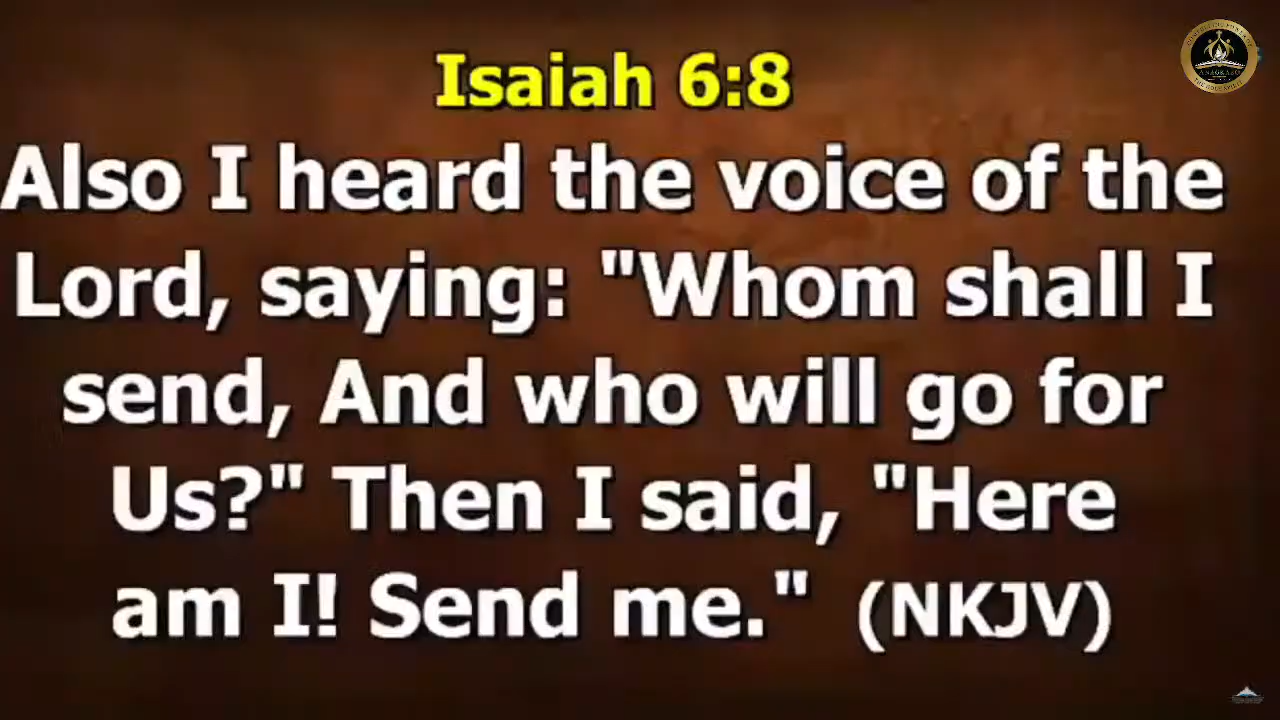 Isaiah 6:8
Also I heard the voice of the
Lord, saying: "Whom shall I
send, And who will go for
Us?" Then I said, "Here
am I! Send me." (NKJV)
ANAGKAZO